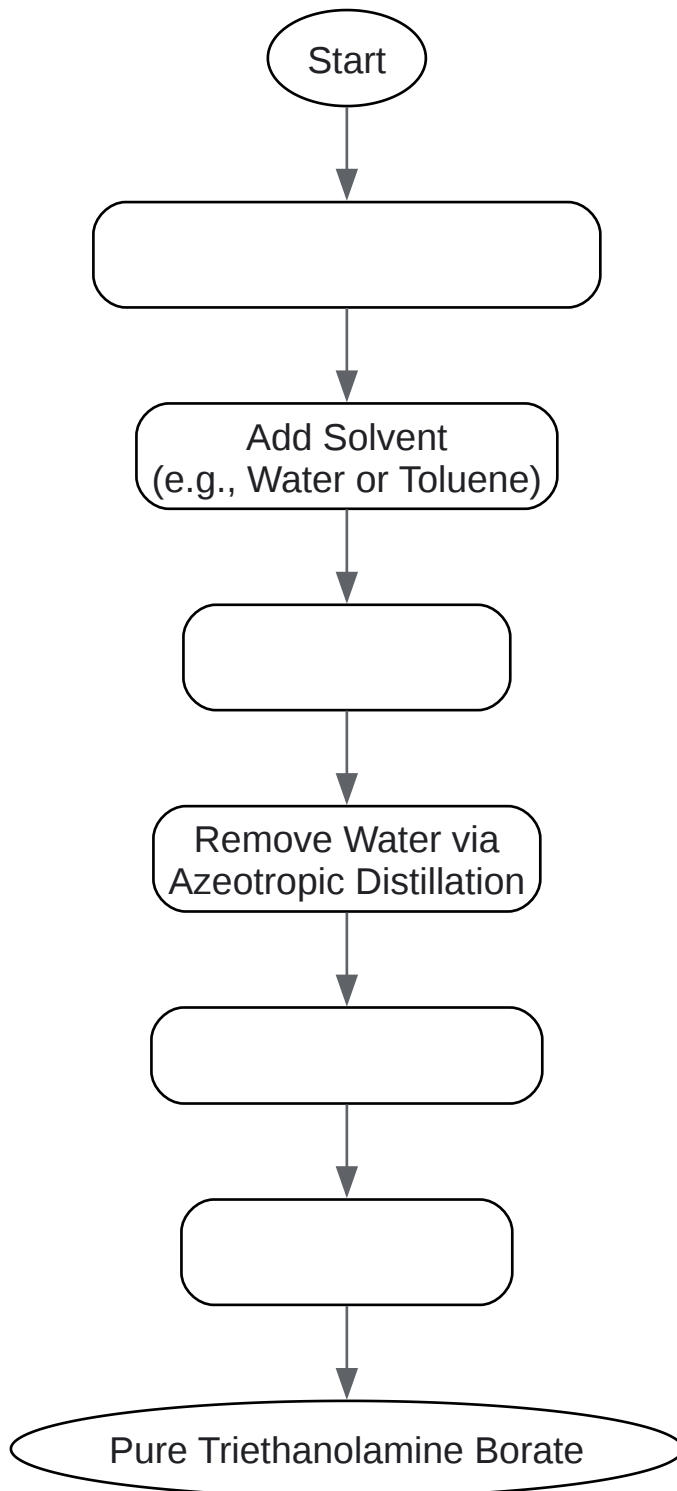 Start
Add Solvent
(e.g., Water or Toluene)
Remove Water via
Azeotropic Distillation
Pure Triethanolamine Borate